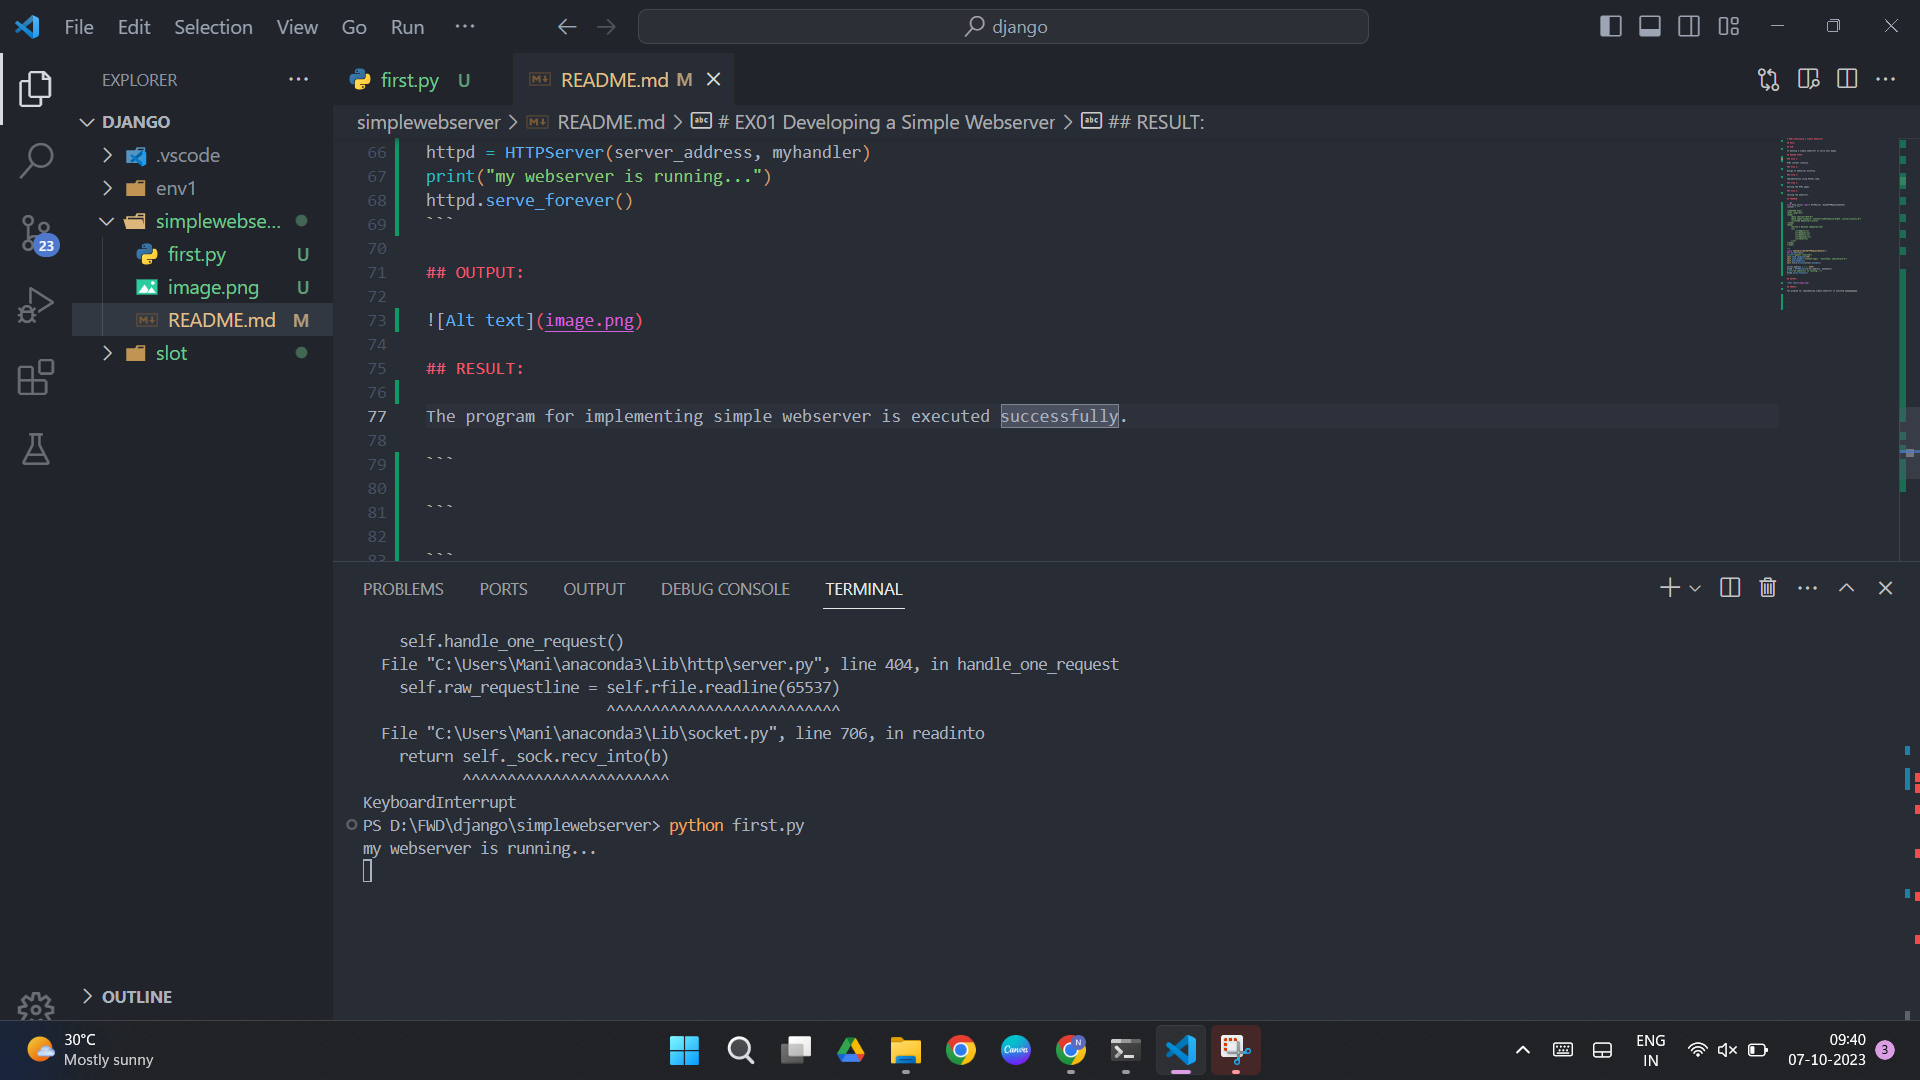 File Edit Selection View Go Run ... django
EXPLORER ...
DJANGO
.vscode
env1
simplewebse...
first.py U
image.png U
README.md M
slot
OUTLINE
23
first.py U README.md M
simplewebserver > README.md > # EX01 Developing a Simple Webserver > ## RESULT:
66 httpd = HTTPServer(server_address, myhandler)
67 print("my webserver is running...")
68 httpd.serve_forever()
69 ```
70
71 ## OUTPUT:
72
73 ![Alt text](image.png)
74
75 ## RESULT:
76
77 The program for implementing simple webserver is executed successfully.
78
79 ```
80
81 ```
82
83 ```
PROBLEMS PORTS OUTPUT DEBUG CONSOLE TERMINAL
self.handle_one_request()
File "C:\Users\Mani\anaconda3\Lib\http\server.py", line 404, in handle_one_request
self.raw_requestline = self.rfile.readline(65537)
^^^^^^^^^^^^^^^^^^^^^^^^^^
File "C:\Users\Mani\anaconda3\Lib\socket.py", line 706, in readinto
return self._sock.recv_into(b)
^^^^^^^^^^^^^^^^^^^^^^^
KeyboardInterrupt
PS D:\FWD\django\simplewebserver> python first.py
my webserver is running...
30°C
Mostly sunny
Canva
N
ENG
IN
09:40
07-10-2023
3